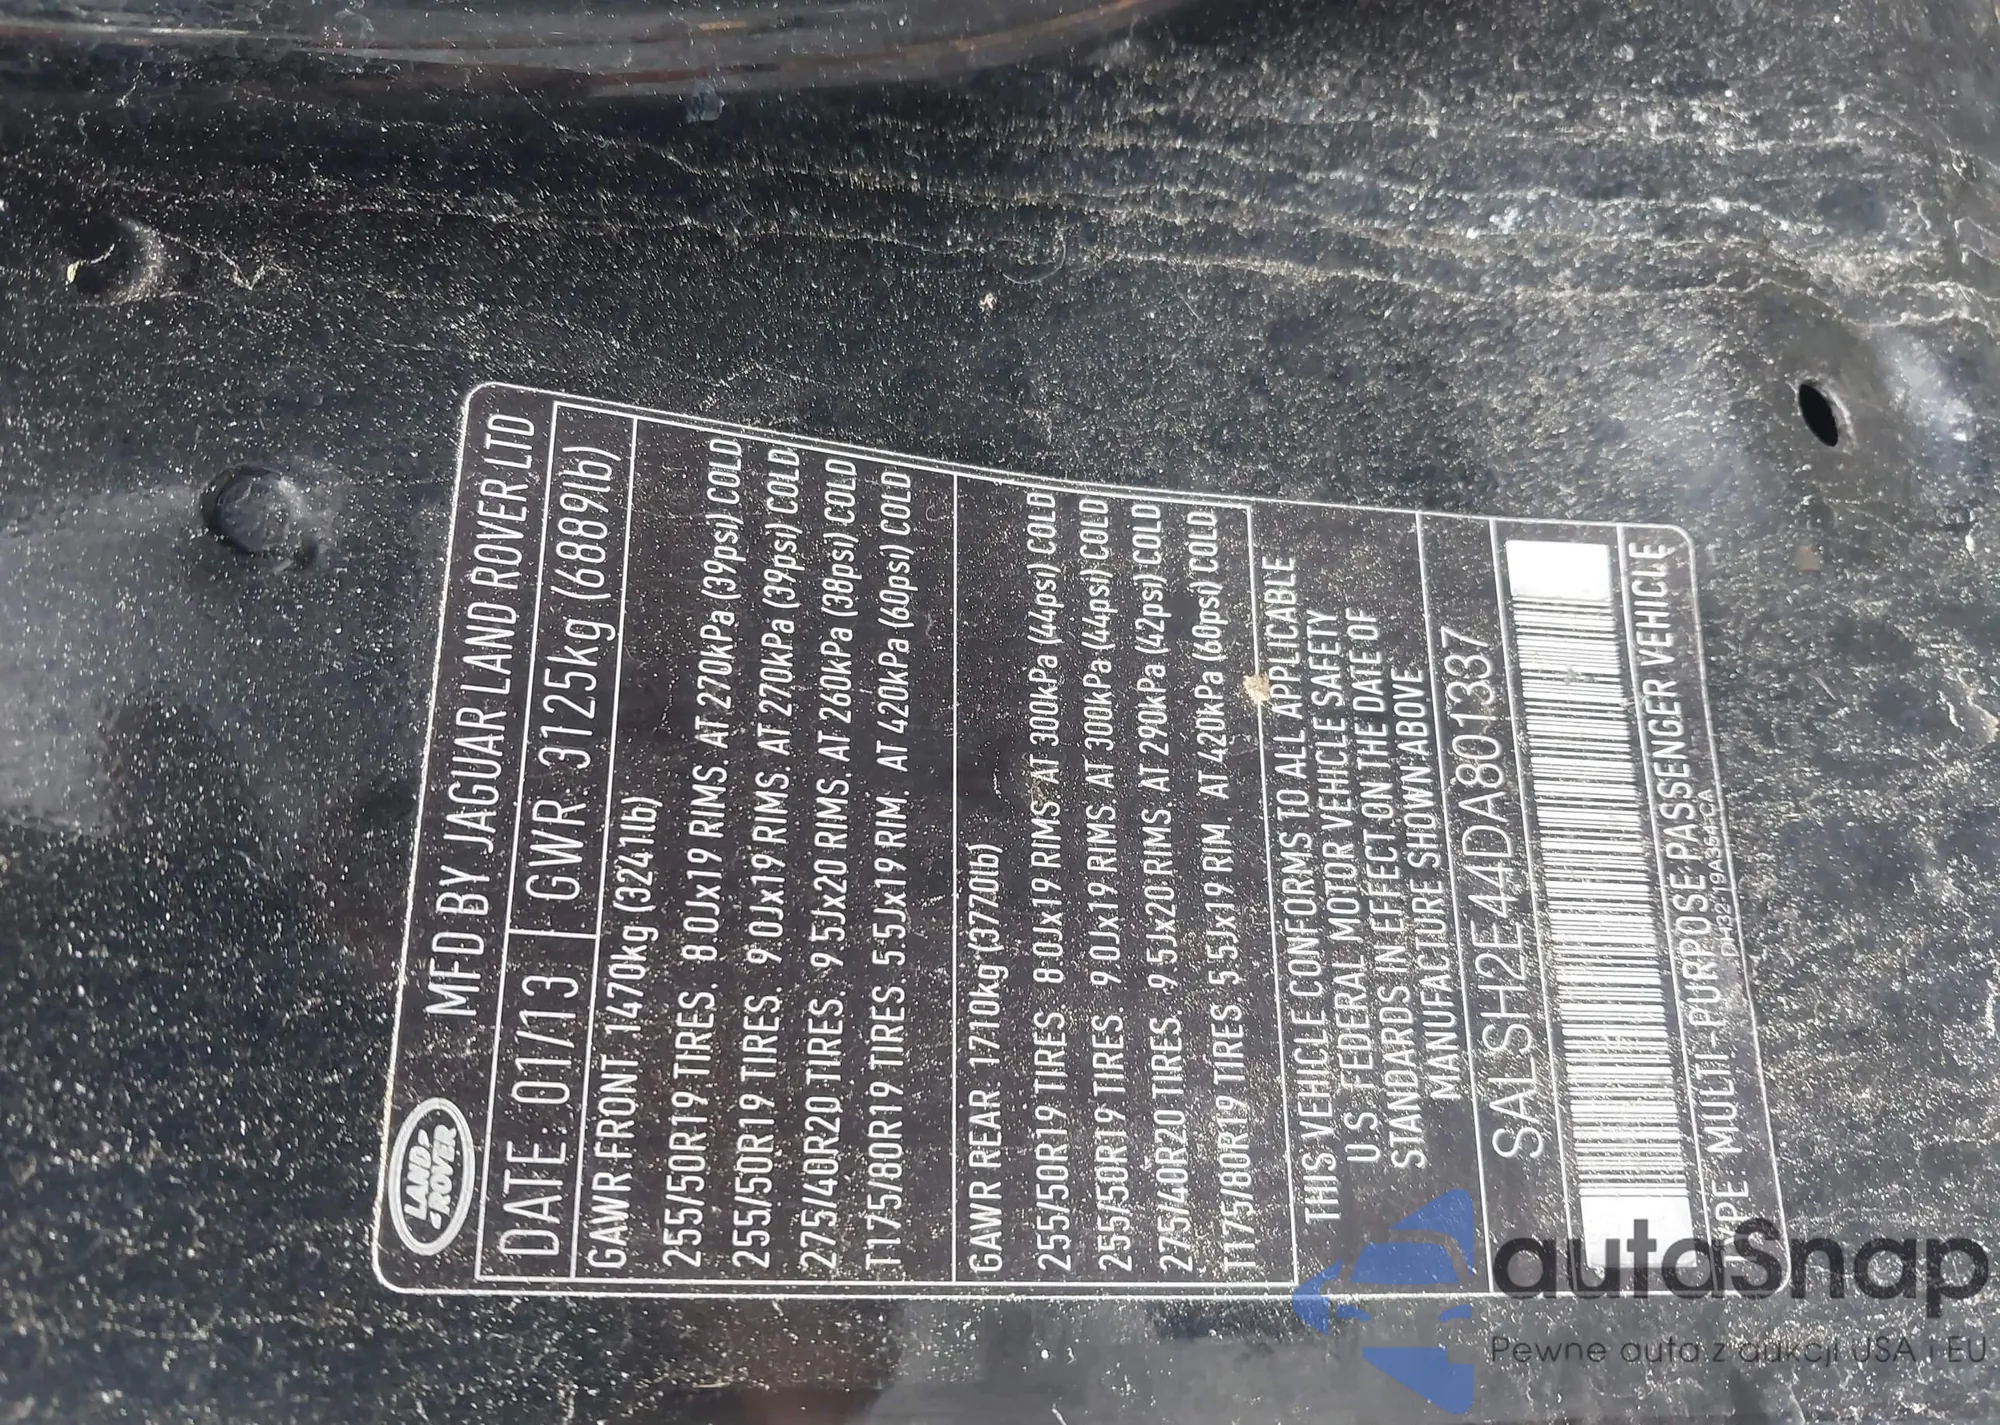 LAND-
-ROVER
MFD BY JAGUAR LAND ROVER LTD
DATE: 01/13 GWR 3125kg (6889lb)
GAWR FRONT. 1470kg (3241lb)
255/50R19 TIRES. 8.0Jx19 RIMS. AT 270kPa (39psi) COLD
255/50R19 TIRES. 9.0Jx19 RIMS. AT 270kPa (39psi) COLD
275/40R20 TIRES. 9.5Jx20 RIMS. AT 260kPa (38psi) COLD
T175/80R19 TIRES. 5.5Jx19 RIM. AT 420kPa (60psi) COLD
GAWR REAR 1710kg (3770lb)
255/50R19 TIRES 8.0Jx19 RIMS AT 300kPa (44psi) COLD
255/50R19 TIRES. 9.0Jx19 RIMS. AT 300kPa (44psi) COLD
275/40R20 TIRES. 9.5Jx20 RIMS. AT 290kPa (42psi) COLD
T175/80R19 TIRES 5.5Jx19 RIM. AT 420kPa (60psi) COLD
THIS VEHICLE CONFORMS TO ALL APPLICABLE
U.S. FEDERAL MOTOR VEHICLE SAFETY
STANDARDS IN EFFECT ON THE DATE OF
MANUFACTURE SHOWN ABOVE
SALSH2E44DA801337
TYPE MULTI-PURPOSE PASSENGER VEHICLE
autaSnap
Pewne auta z aukcji USA i EU